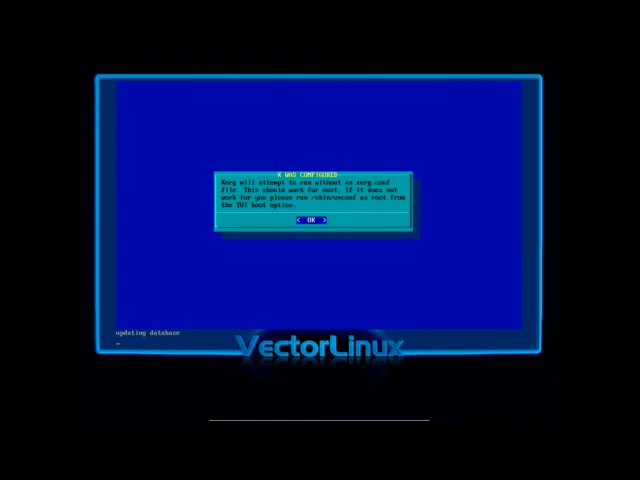 X WAS CONFIGURED
Xorg will attempt to run without an xorg.conf
file. This should work for most, If it does not
work for you please run /sbin/vxconf as root from
the TUI boot option.
< OK >
updating database
VectorLinux